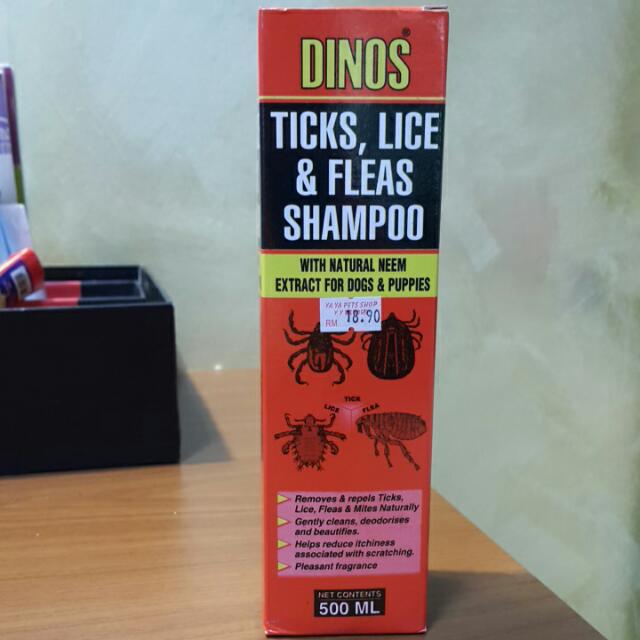 DINOS®
TICKS, LICE
& FLEAS
SHAMPOO
WITH NATURAL NEEM
EXTRACT FOR DOGS & PUPPIES
YAYA PETS SHOP
RM. 18.90
TICK
LICE FLEA
Removes & repels Ticks,
Lice, Fleas & Mites Naturally
Gently cleans, deodorises
and beautifies.
Helps reduce itchiness
associated with scratching.
Pleasant fragrance
NET CONTENTS
500 ML